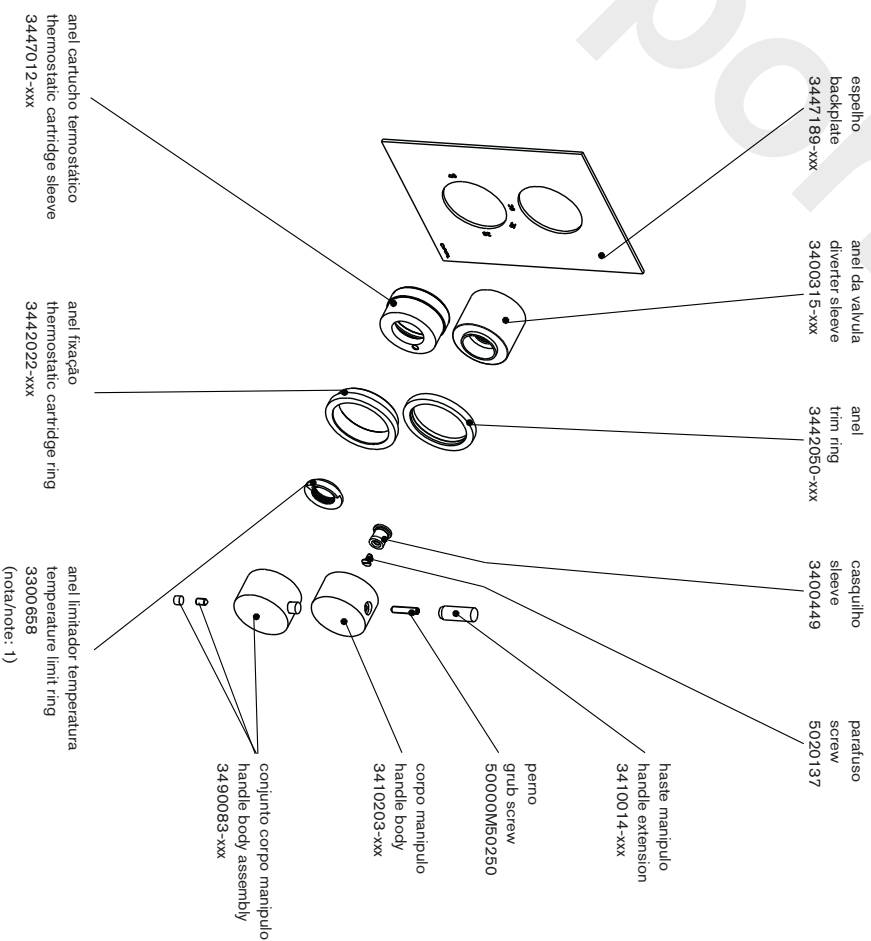 espelho
backplate
3447189-xxx
anel da valvula
diverter sleeve
3400315-xxx
anel
trim ring
3442050-xxx
casquilho
sleeve
3400449
parafuso
screw
5020137
haste manipulo
handle extension
3410014-xxx
perno
grub screw
50000M50250
corpo manipulo
handle body
3410203-xxx
conjunto corpo manipulo
handle body assembly
3490083-xxx
anel cartucho termostático
thermostatic cartridge sleeve
3447012-xxx
anel fixação
thermostatic cartridge ring
3442022-xxx
anel limitador temperatura
temperature limit ring
3300658
(nota/note: 1)